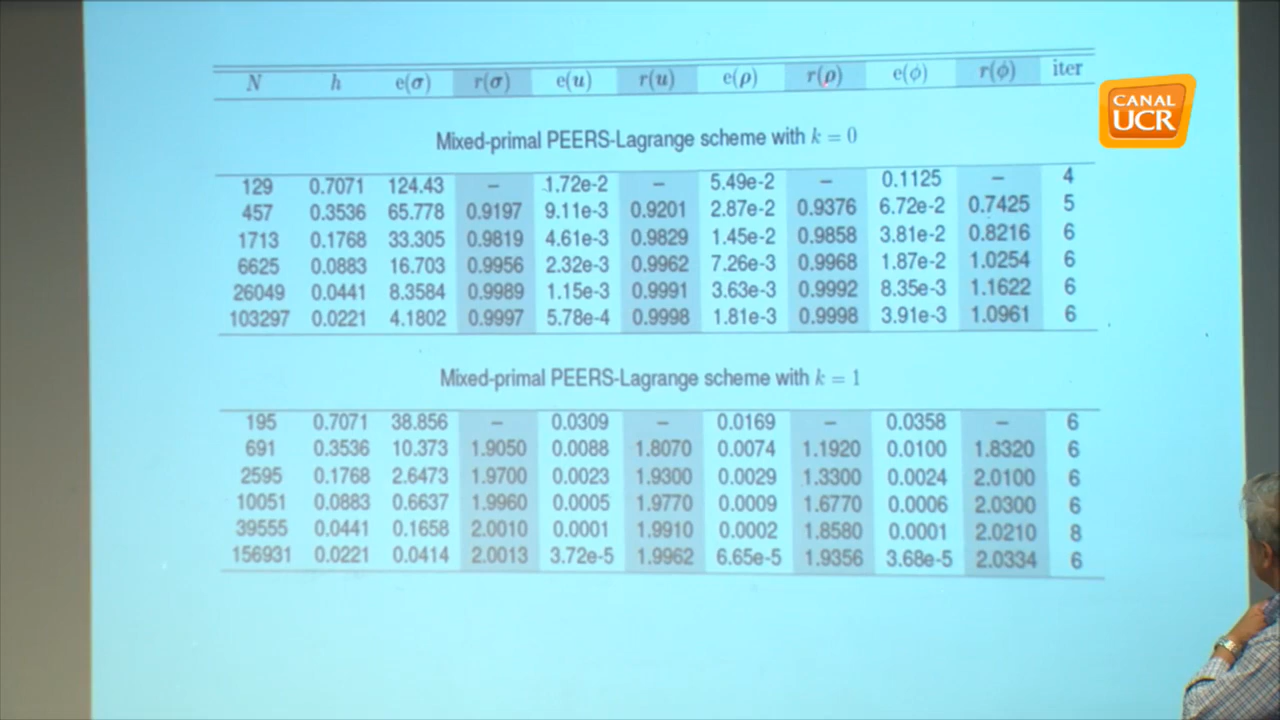 N h e(σ) r(σ) e(u) r(u) e(ρ) r(ρ) e(ϕ) r(ϕ) iter
CANAL
UCR
Mixed-primal PEERS-Lagrange scheme with k = 0
129 0.7071 124.43 – 1.72e-2 – 5.49e-2 – 0.1125 – 4
457 0.3536 65.778 0.9197 9.11e-3 0.9201 2.87e-2 0.9376 6.72e-2 0.7425 5
1713 0.1768 33.305 0.9819 4.61e-3 0.9829 1.45e-2 0.9858 3.81e-2 0.8216 6
6625 0.0883 16.703 0.9956 2.32e-3 0.9962 7.26e-3 0.9968 1.87e-2 1.0254 6
26049 0.0441 8.3584 0.9989 1.15e-3 0.9991 3.63e-3 0.9992 8.35e-3 1.1622 6
103297 0.0221 4.1802 0.9997 5.78e-4 0.9998 1.81e-3 0.9998 3.91e-3 1.0961 6
Mixed-primal PEERS-Lagrange scheme with k = 1
195 0.7071 38.856 – 0.0309 – 0.0169 – 0.0358 – 6
691 0.3536 10.373 1.9050 0.0088 1.8070 0.0074 1.1920 0.0100 1.8320 6
2595 0.1768 2.6473 1.9700 0.0023 1.9300 0.0029 1.3300 0.0024 2.0100 6
10051 0.0883 0.6637 1.9960 0.0005 1.9770 0.0009 1.6770 0.0006 2.0300 6
39555 0.0441 0.1658 2.0010 0.0001 1.9910 0.0002 1.8580 0.0001 2.0210 8
156931 0.0221 0.0414 2.0013 3.72e-5 1.9962 6.65e-5 1.9356 3.68e-5 2.0334 6